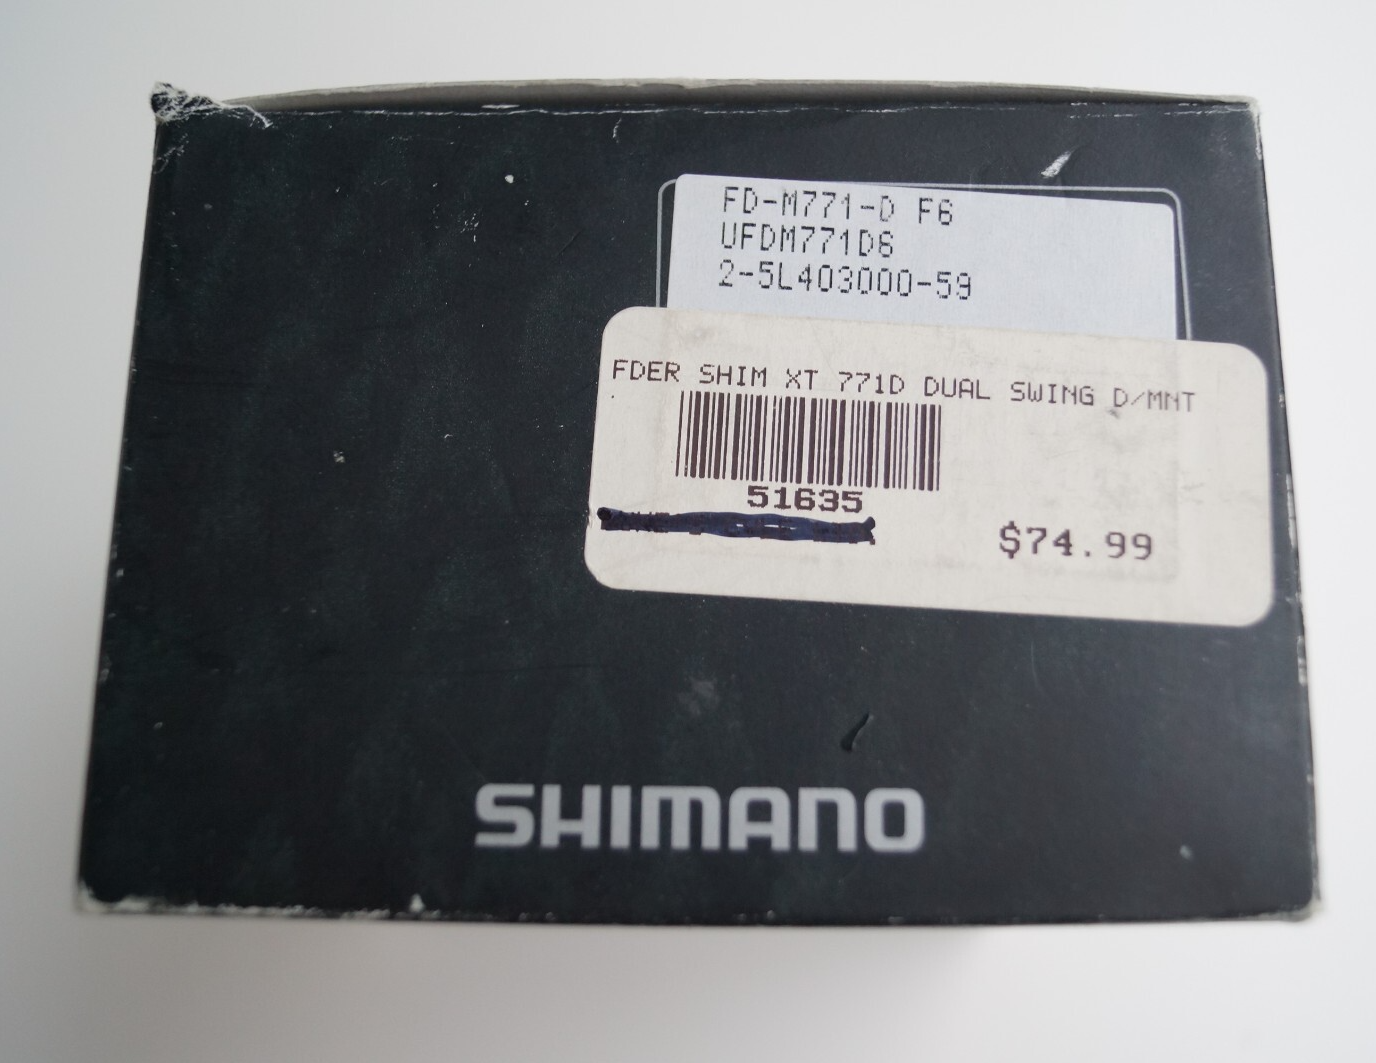 FD-M771-D F6
UFDM771D6
2-5L403000-59
FDER SHIM XT 771D DUAL SWING D/MNT
51635
$74.99
SHIMANO